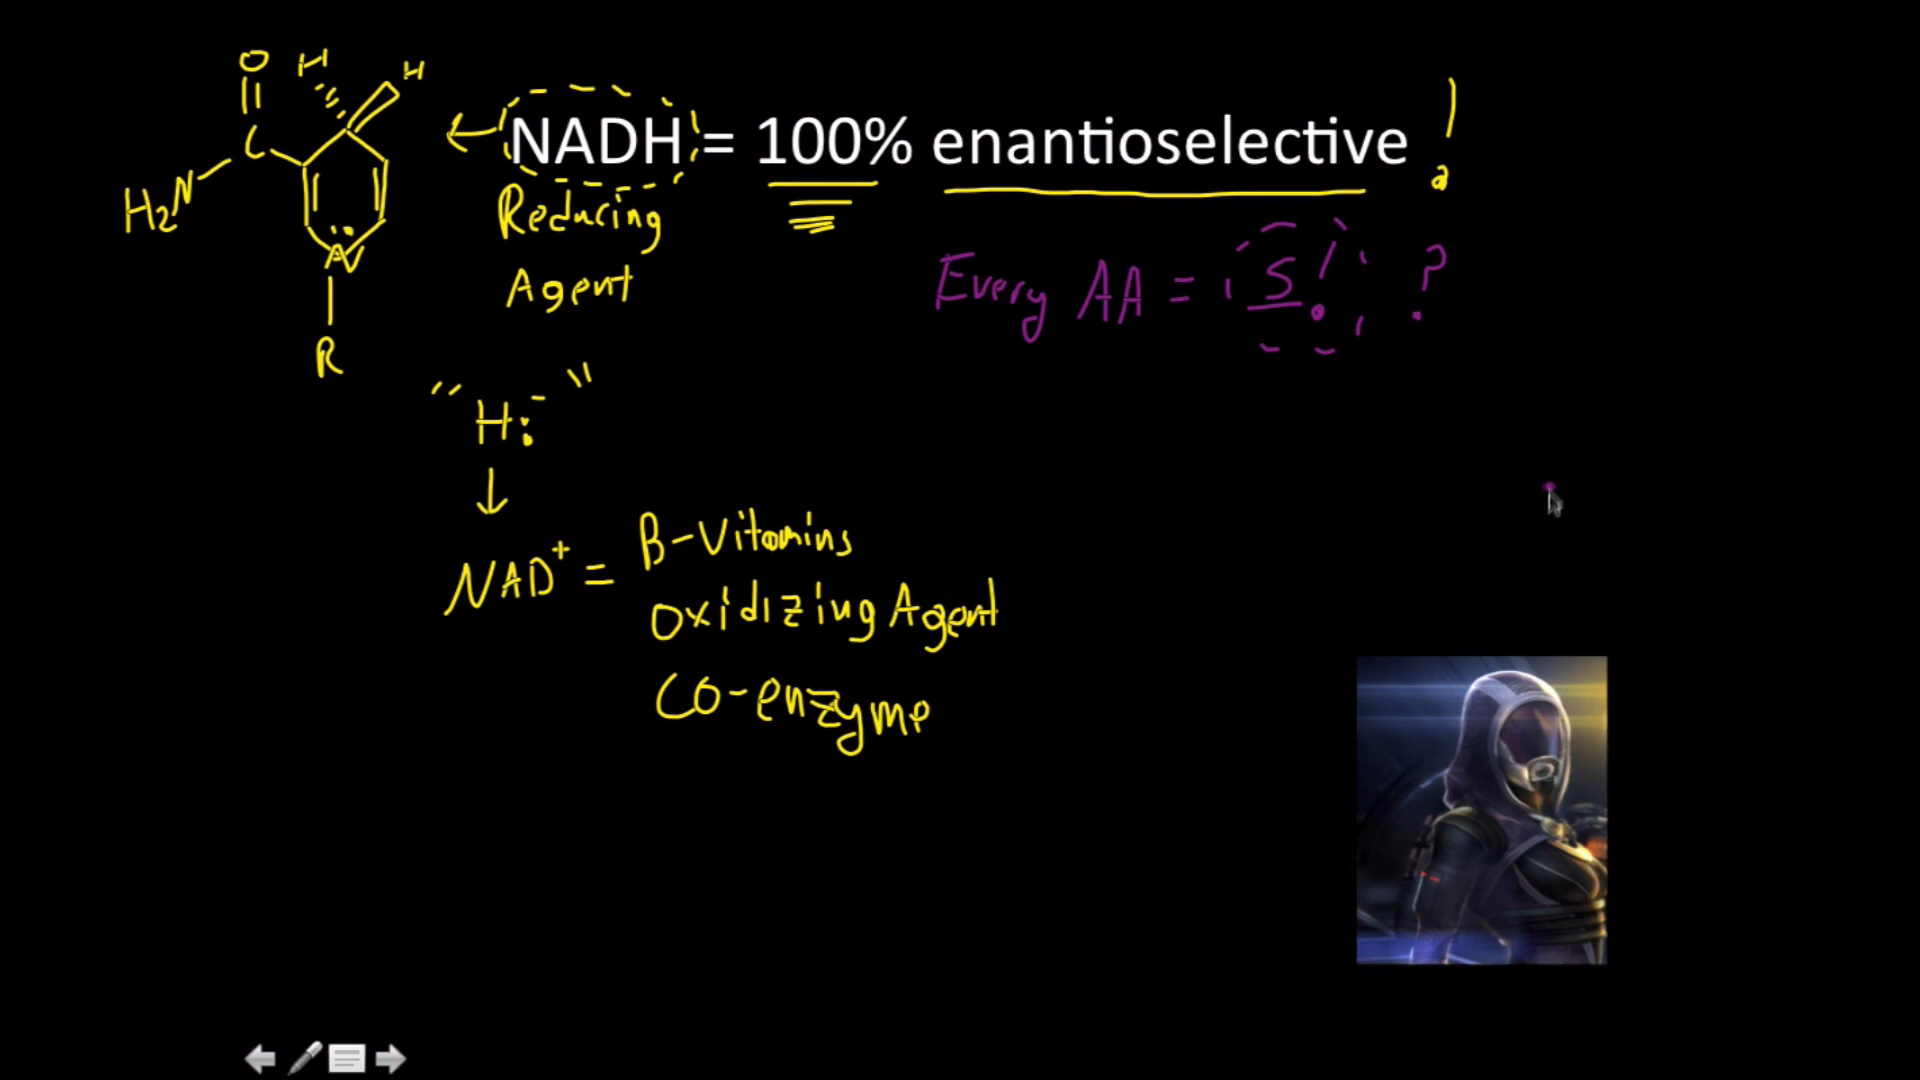 O H H
C
H₂N
N̈
R
NADH = 100% enantioselective !
Reducing
Agent
Every AA = S! ?
"H:⁻"
↓
NAD⁺ = B-Vitamins
Oxidizing Agent
Co-enzyme